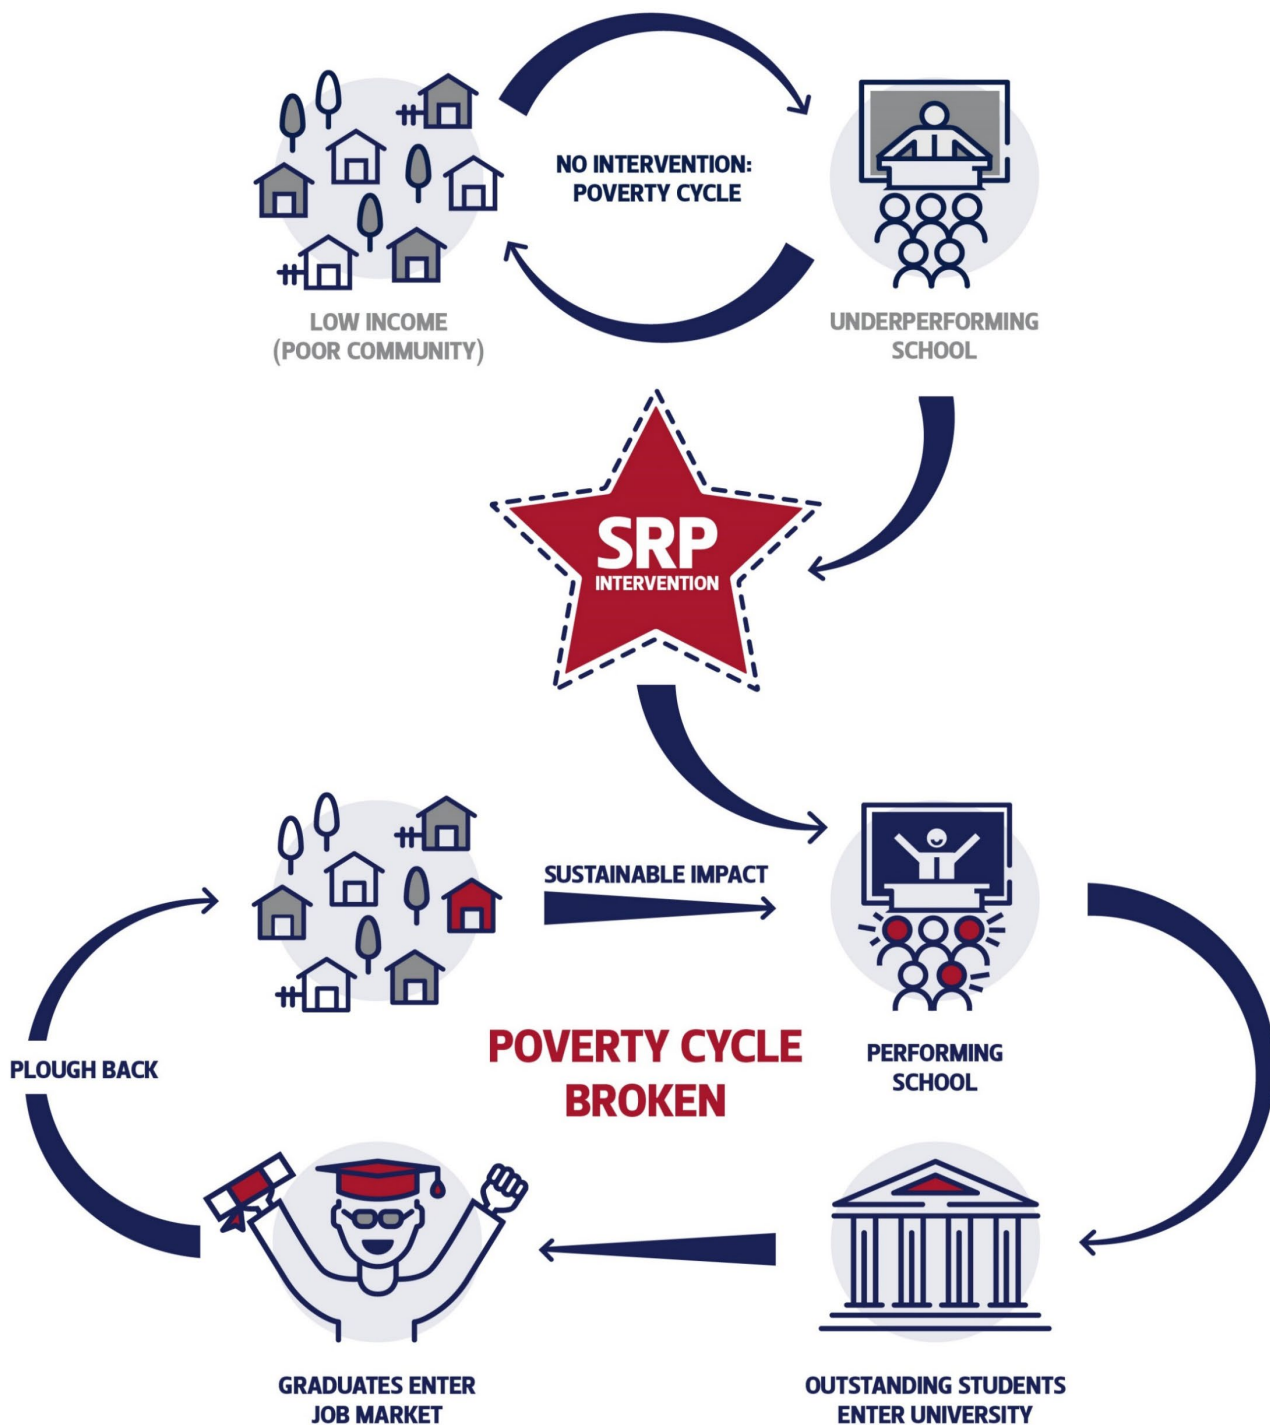 NO INTERVENTION:
POVERTY CYCLE
LOW INCOME
(POOR COMMUNITY)
UNDERPERFORMING
SCHOOL
SRP
INTERVENTION
SUSTAINABLE IMPACT
POVERTY CYCLE
BROKEN
PERFORMING
SCHOOL
PLOUGH BACK
GRADUATES ENTER
JOB MARKET
OUTSTANDING STUDENTS
ENTER UNIVERSITY